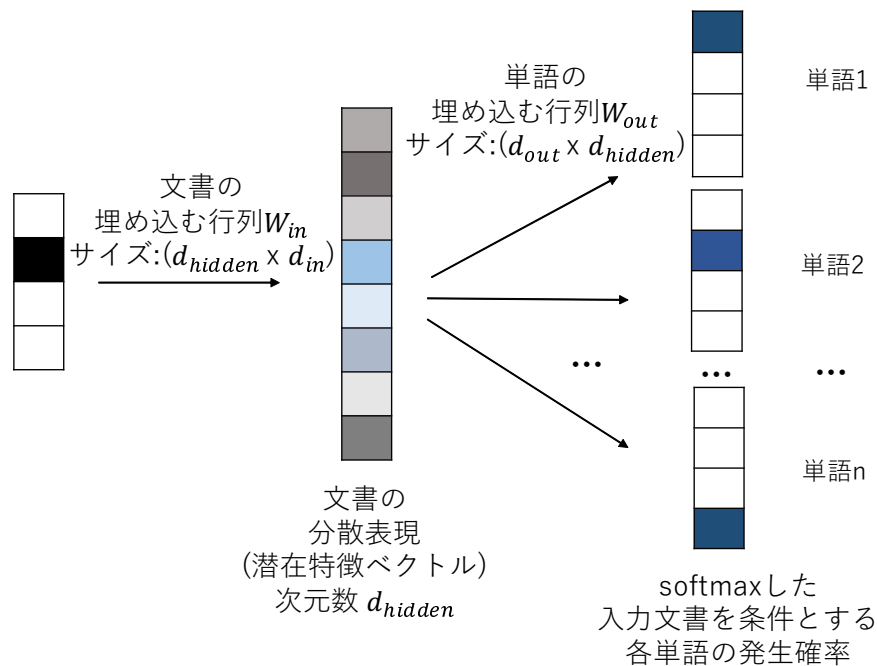 文書の
埋め込む行列W_in
サイズ:(d_hidden x d_in)
文書の
分散表現
(潜在特徴ベクトル)
次元数 d_hidden
単語の
埋め込む行列W_out
サイズ:(d_out x d_hidden)
単語1
単語2
... ... ...
単語n
softmaxした
入力文書を条件とする
各単語の発生確率